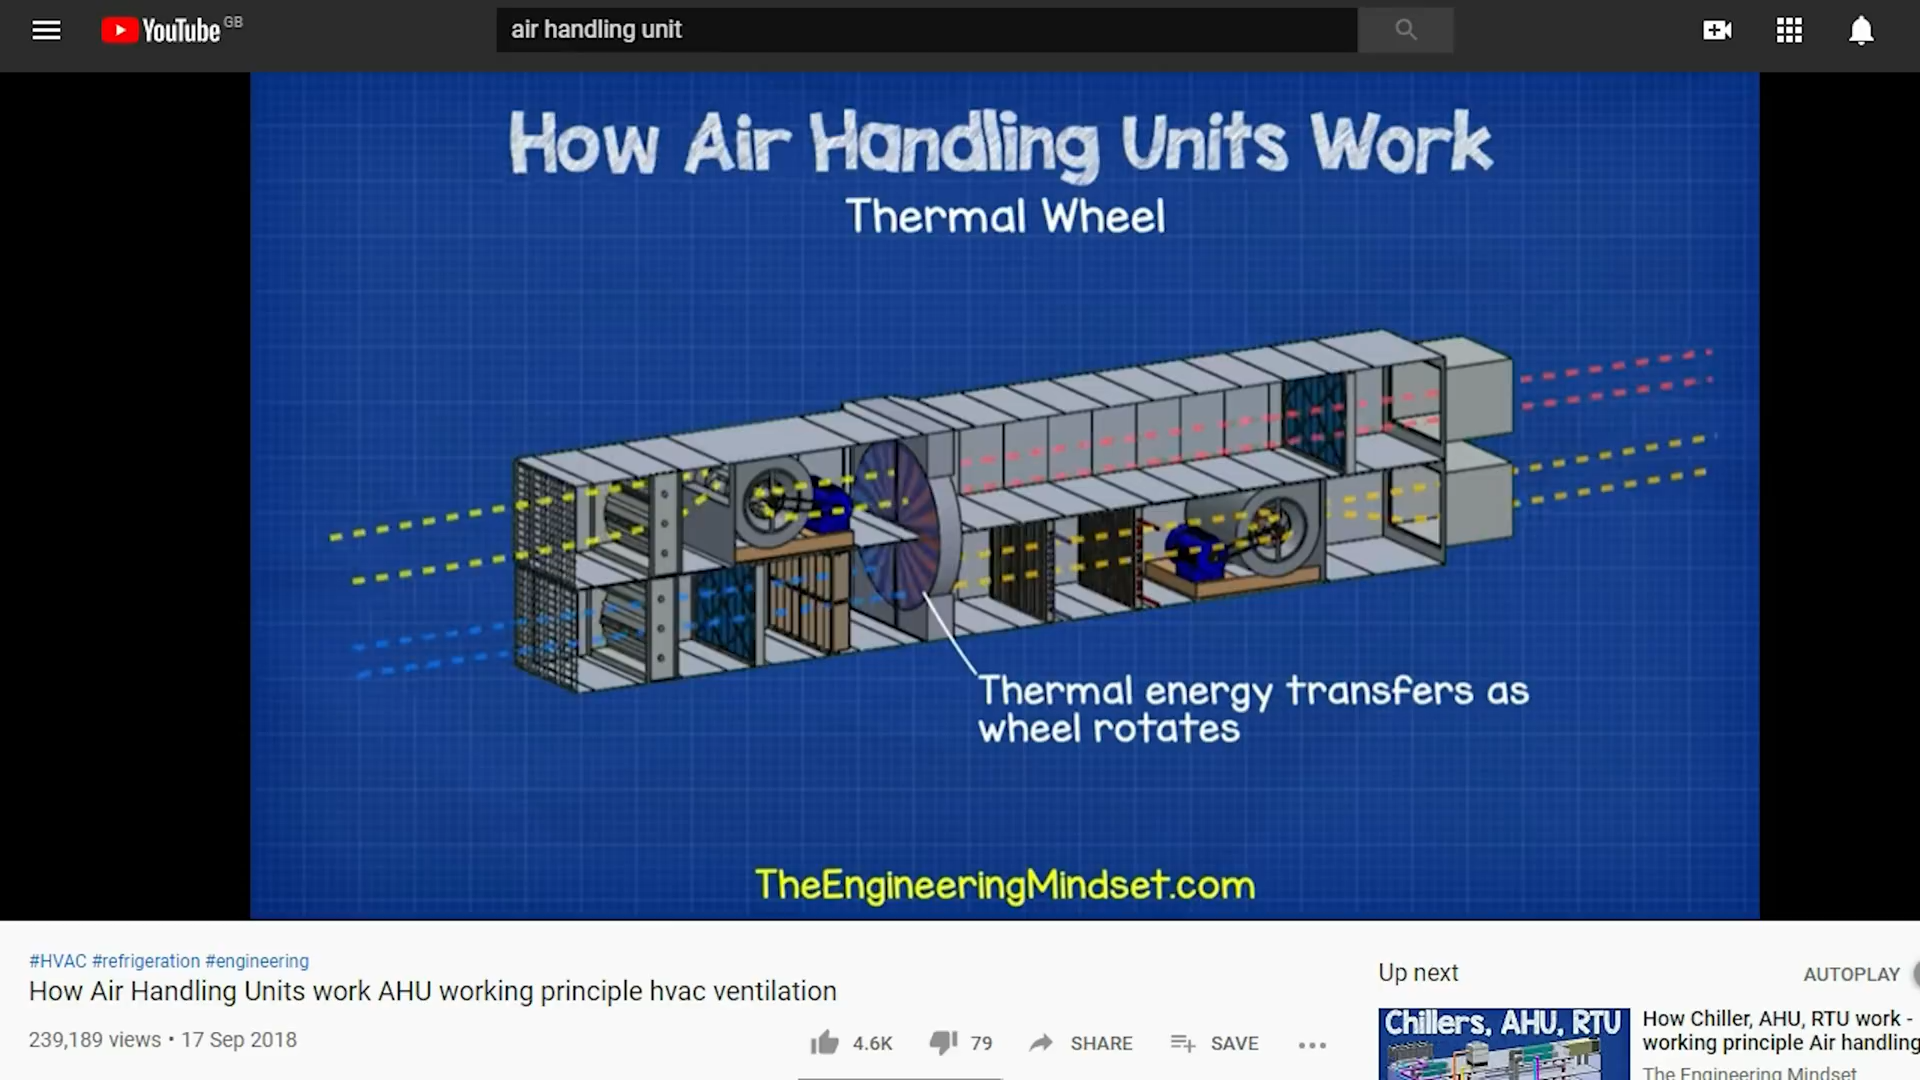 YouTube GB
air handling unit
How Air Handling Units Work
Thermal Wheel
Thermal energy transfers as
wheel rotates
TheEngineeringMindset.com
#HVAC #refrigeration #engineering
How Air Handling Units work AHU working principle hvac ventilation
239,189 views • 17 Sep 2018
4.6K
79
SHARE
SAVE
Up next
AUTOPLAY
Chillers, AHU, RTU
How Chiller, AHU, RTU work -
working principle Air handling
The Engineering Mindset